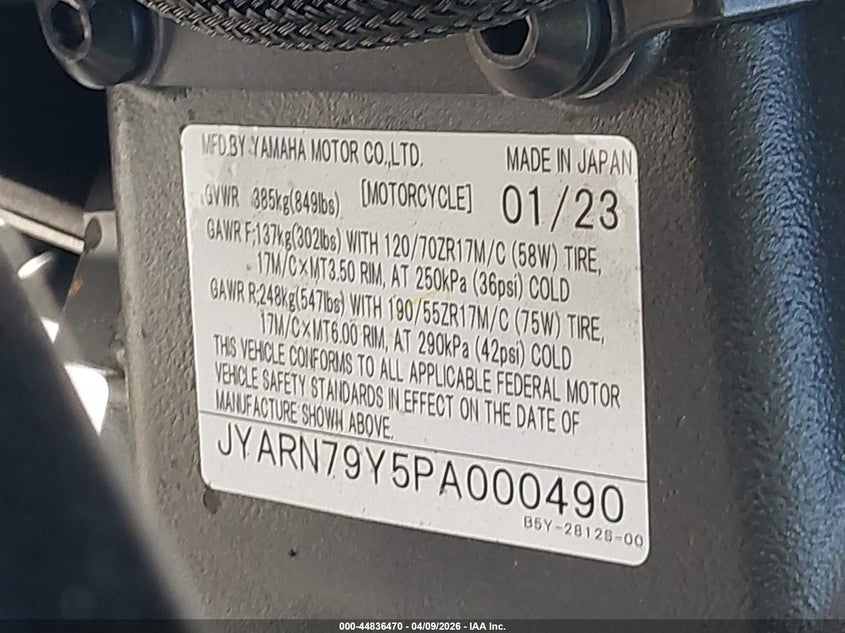 MFD.BY YAMAHA MOTOR CO.,LTD. MADE IN JAPAN
GVWR 385kg(849lbs) [MOTORCYCLE] 01/23
GAWR F;137kg(302lbs) WITH 120/70ZR17M/C (58W) TIRE,
17M/C×MT3.50 RIM, AT 250kPa (36psi) COLD
GAWR R;248kg(547lbs) WITH 190/55ZR17M/C (75W) TIRE,
17M/C×MT6.00 RIM, AT 290kPa (42psi) COLD
THIS VEHICLE CONFORMS TO ALL APPLICABLE FEDERAL MOTOR
VEHICLE SAFETY STANDARDS IN EFFECT ON THE DATE OF
MANUFACTURE SHOWN ABOVE.
JYARN79Y5PA000490
B5Y-2812S-00
000-44836470 - 04/09/2026 - IAA Inc.